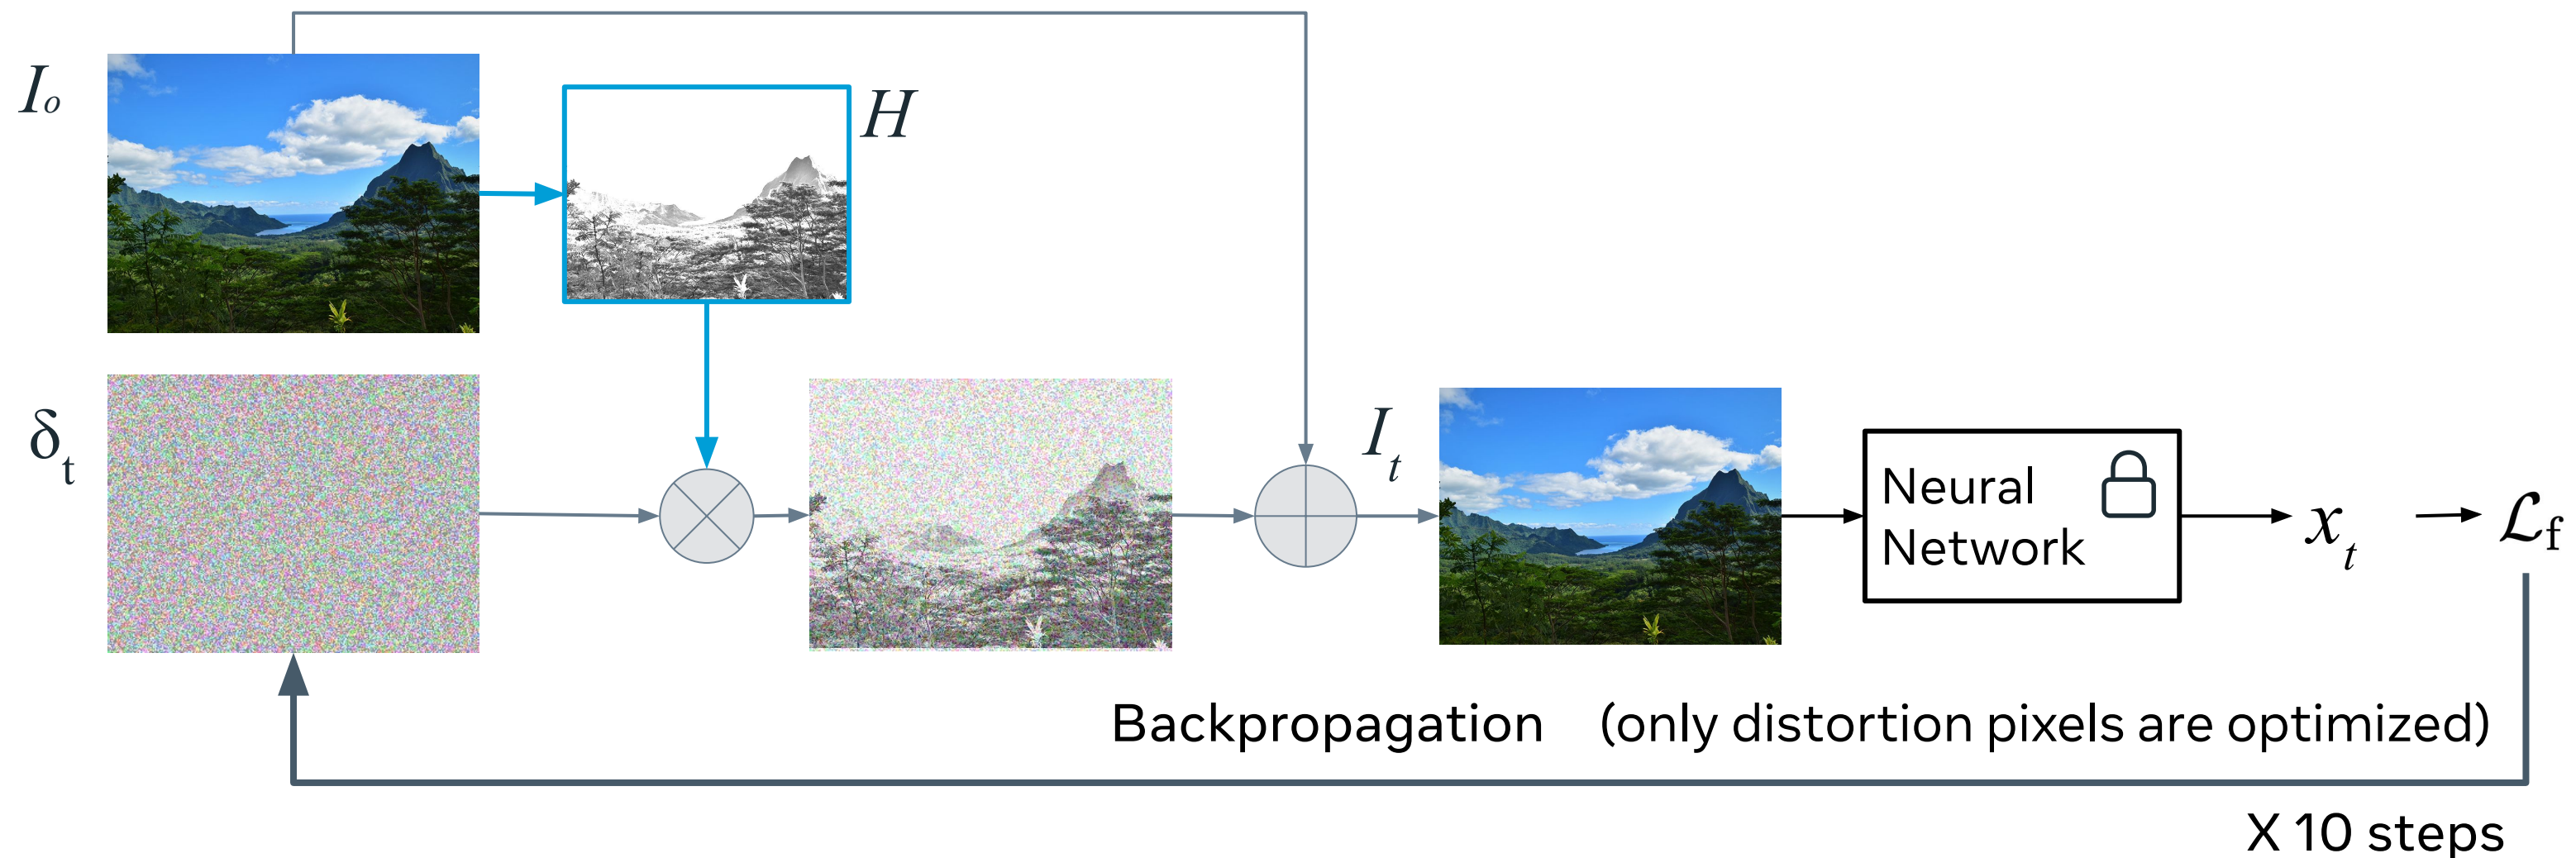 Iₒ
H
δₜ
Iₜ
Neural
Network
xₜ
ℒf
Backpropagation (only distortion pixels are optimized)
X 10 steps